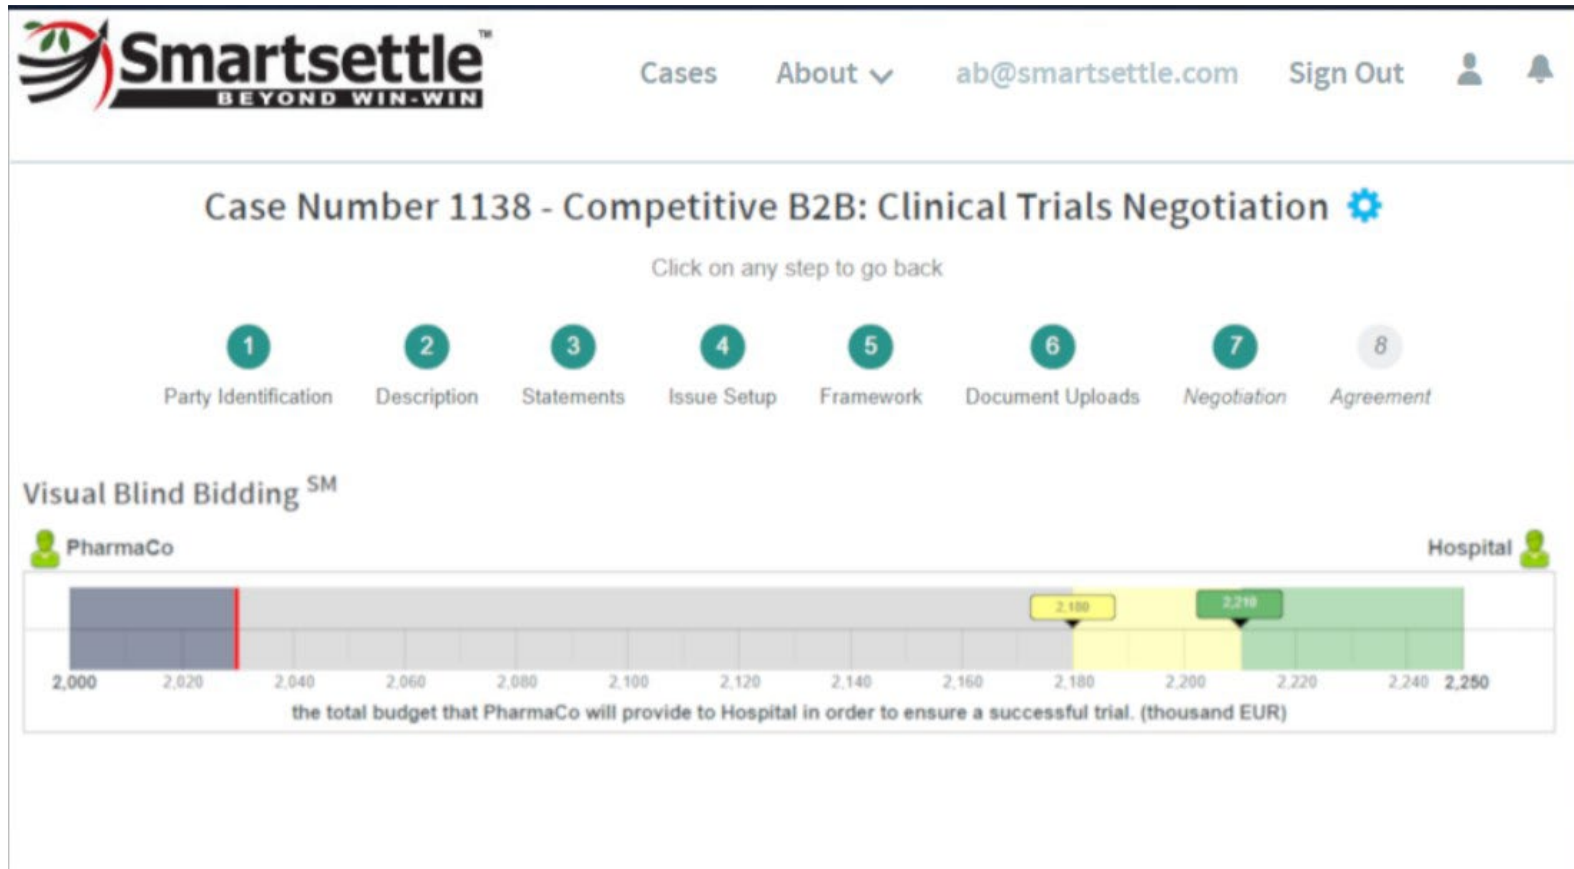 Smartsettle™
BEYOND WIN-WIN
Cases About ab@smartsettle.com Sign Out
Case Number 1138 - Competitive B2B: Clinical Trials Negotiation
Click on any step to go back
1 2 3 4 5 6 7 8
Party Identification Description Statements Issue Setup Framework Document Uploads Negotiation Agreement
Visual Blind Bidding SM
PharmaCo Hospital
2,180 2,210
2,000 2,020 2,040 2,060 2,080 2,100 2,120 2,140 2,160 2,180 2,200 2,220 2,240 2,250
the total budget that PharmaCo will provide to Hospital in order to ensure a successful trial. (thousand EUR)